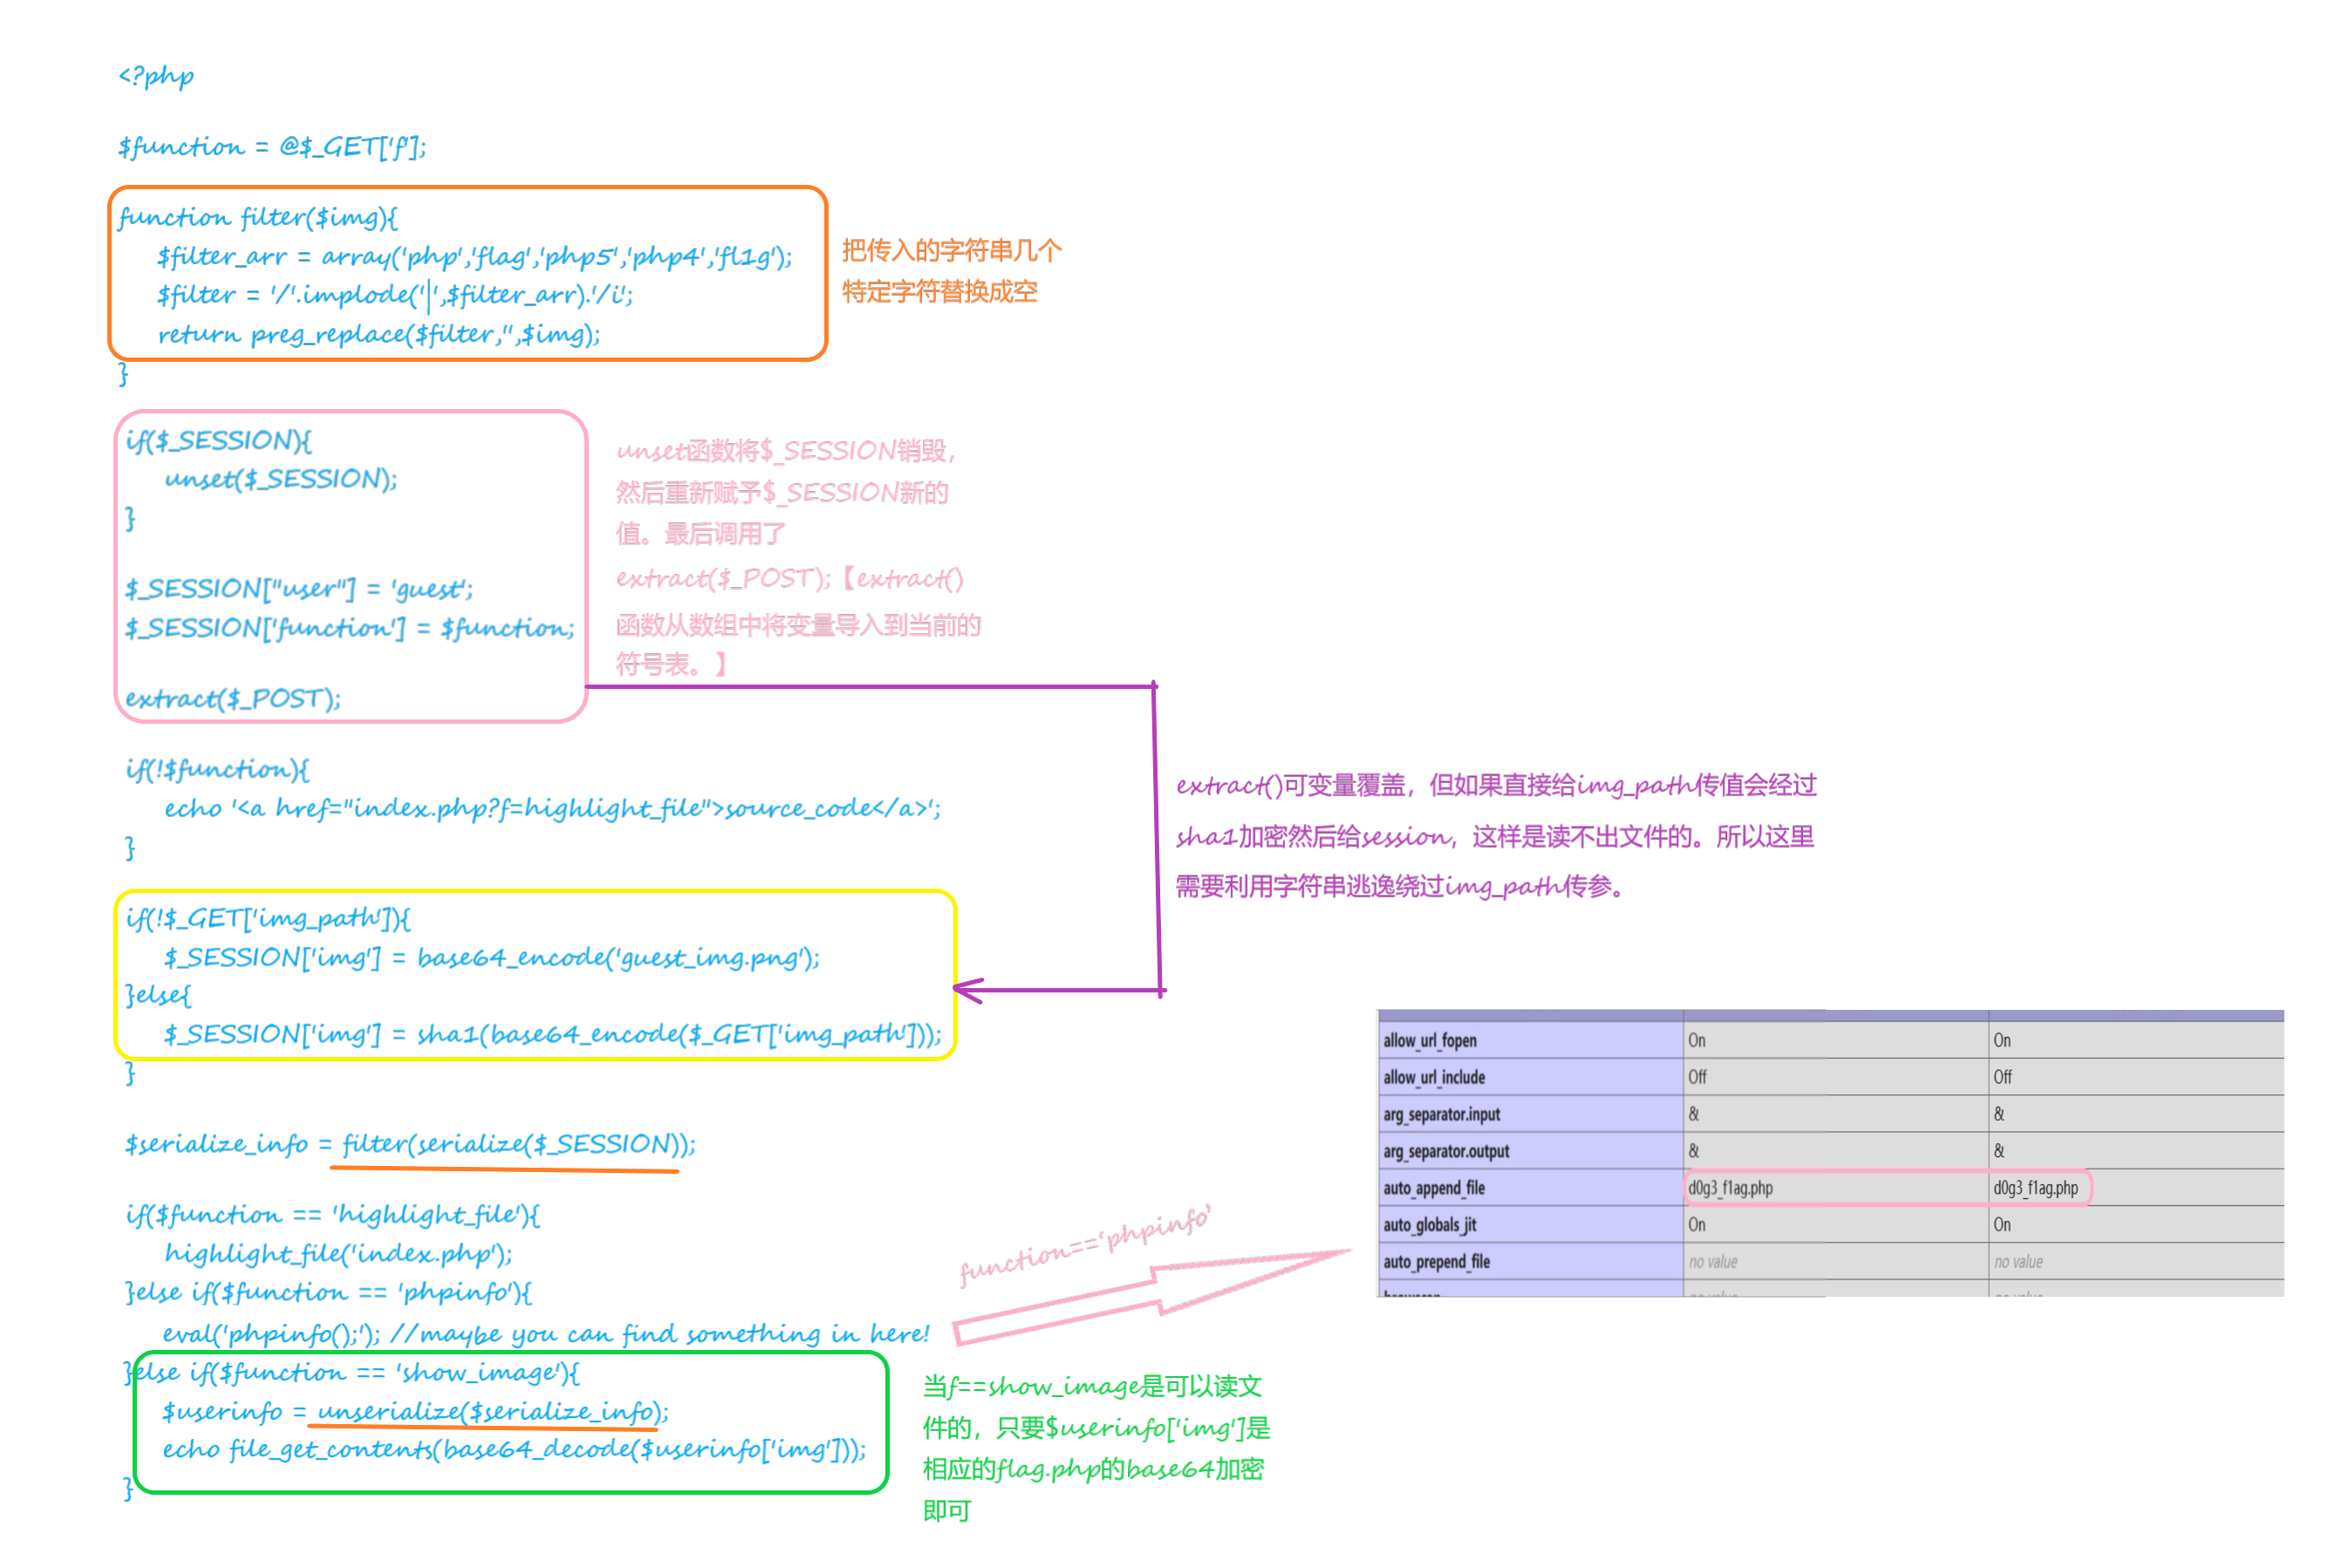 <?php
$function = @$_GET['f'];
function filter($img){
$filter_arr = array('php','flag','php5','php4','fl1g');
$filter = '/'.implode('|',$filter_arr).'/i';
return preg_replace($filter,'',$img);
}
把传入的字符串几个
特定字符替换成空
if($_SESSION){
unset($_SESSION);
}
$_SESSION["user"] = 'guest';
$_SESSION['function'] = $function;
extract($_POST);
unset函数将$_SESSION销毁，
然后重新赋予$_SESSION新的
值。最后调用了
extract($_POST);【extract()
函数从数组中将变量导入到当前的
符号表。】
if(!$function){
echo '<a href="index.php?f=highlight_file">source_code</a>';
}
extract()可变量覆盖，但如果直接给img_path传值会经过
sha1加密然后给session，这样是读不出文件的。所以这里
需要利用字符串逃逸绕过img_path传参。
if(!$_GET['img_path']){
$_SESSION['img'] = base64_encode('guest_img.png');
}else{
$_SESSION['img'] = sha1(base64_encode($_GET['img_path']));
}
$serialize_info = filter(serialize($_SESSION));
if($function == 'highlight_file'){
highlight_file('index.php');
}else if($function == 'phpinfo'){
eval('phpinfo();'); //maybe you can find something in here!
}else if($function == 'show_image'){
$userinfo = unserialize($serialize_info);
echo file_get_contents(base64_decode($userinfo['img']));
}
function=='phpinfo'
allow_url_fopen On On
allow_url_include Off Off
arg_separator.input & &
arg_separator.output & &
auto_append_file d0g3_f1ag.php d0g3_f1ag.php
auto_globals_jit On On
auto_prepend_file no value no value
当f==show_image是可以读文
件的，只要$userinfo['img']是
相应的flag.php的base64加密
即可